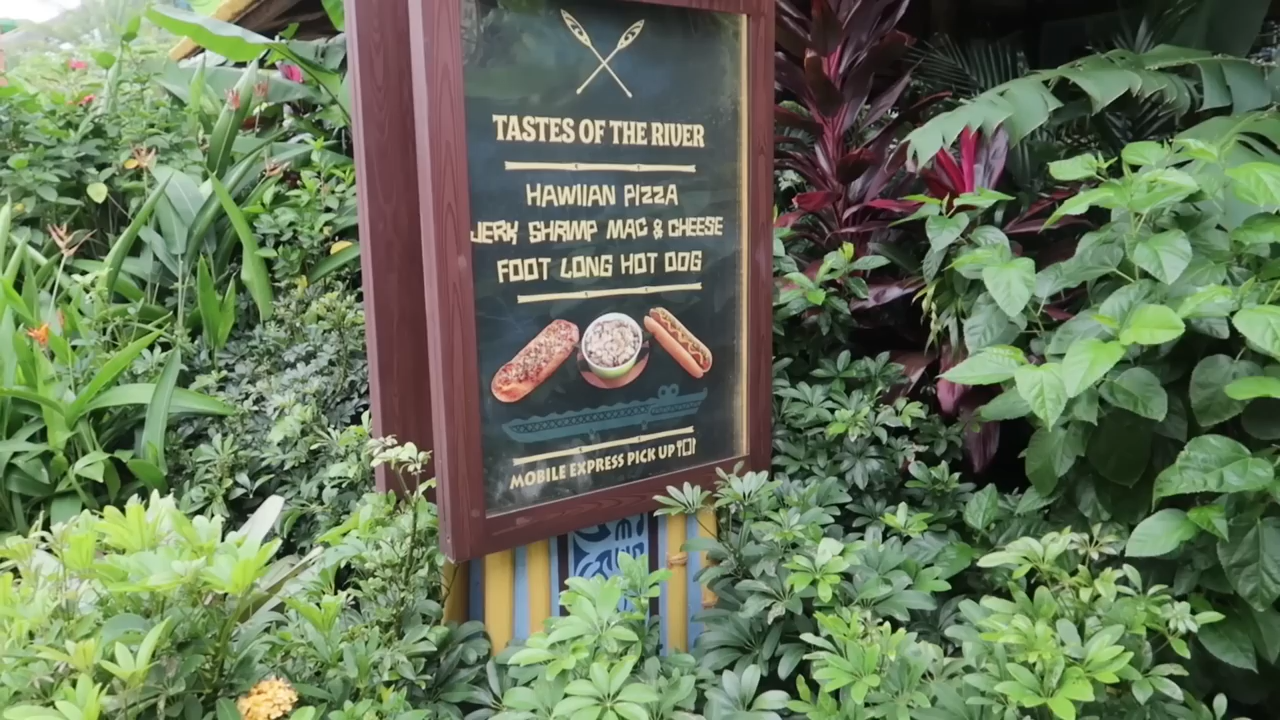 TASTES OF THE RIVER
HAWIIAN PIZZA
JERK SHRIMP MAC & CHEESE
FOOT LONG HOT DOG
MOBILE EXPRESS PICK UP